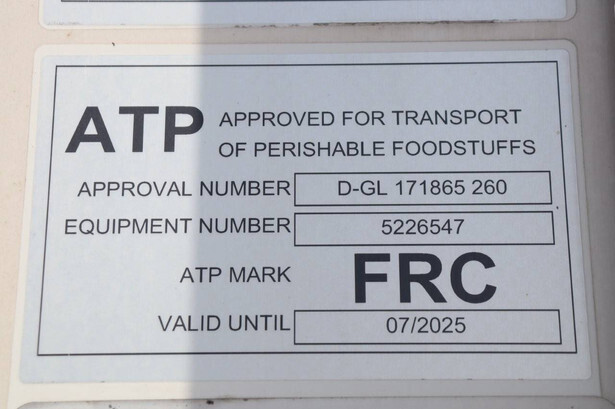 ATP APPROVED FOR TRANSPORT
OF PERISHABLE FOODSTUFFS
APPROVAL NUMBER D-GL 171865 260
EQUIPMENT NUMBER 5226547
ATP MARK FRC
VALID UNTIL 07/2025